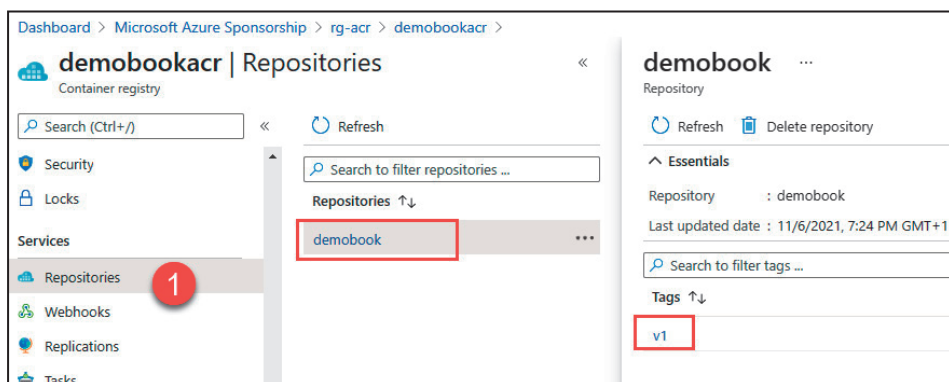 Dashboard > Microsoft Azure Sponsorship > rg-acr > demobookacr >
demobookacr | Repositories
Container registry
«
Search (Ctrl+/)
«
Security
Locks
Services
Repositories
1
Webhooks
Replications
Tasks
Refresh
Search to filter repositories ...
Repositories ↑↓
demobook
...
demobook ...
Repository
Refresh Delete repository
Essentials
Repository : demobook
Last updated date : 11/6/2021, 7:24 PM GMT+1
Search to filter tags ...
Tags ↑↓
v1